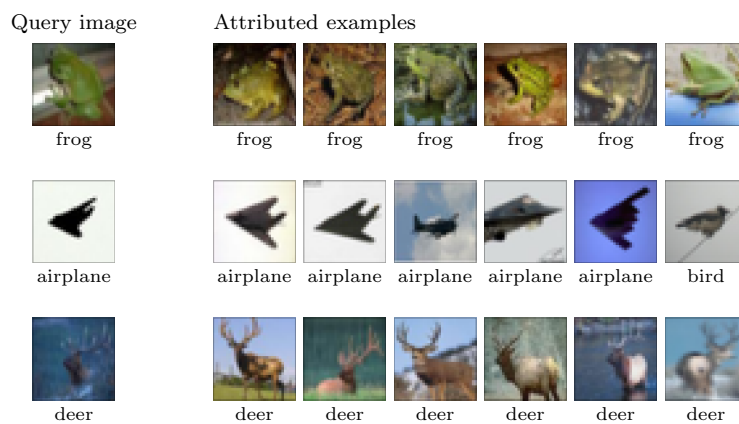 Query image Attributed examples
frog frog frog frog frog frog frog
airplane airplane airplane airplane airplane airplane bird
deer deer deer deer deer deer deer